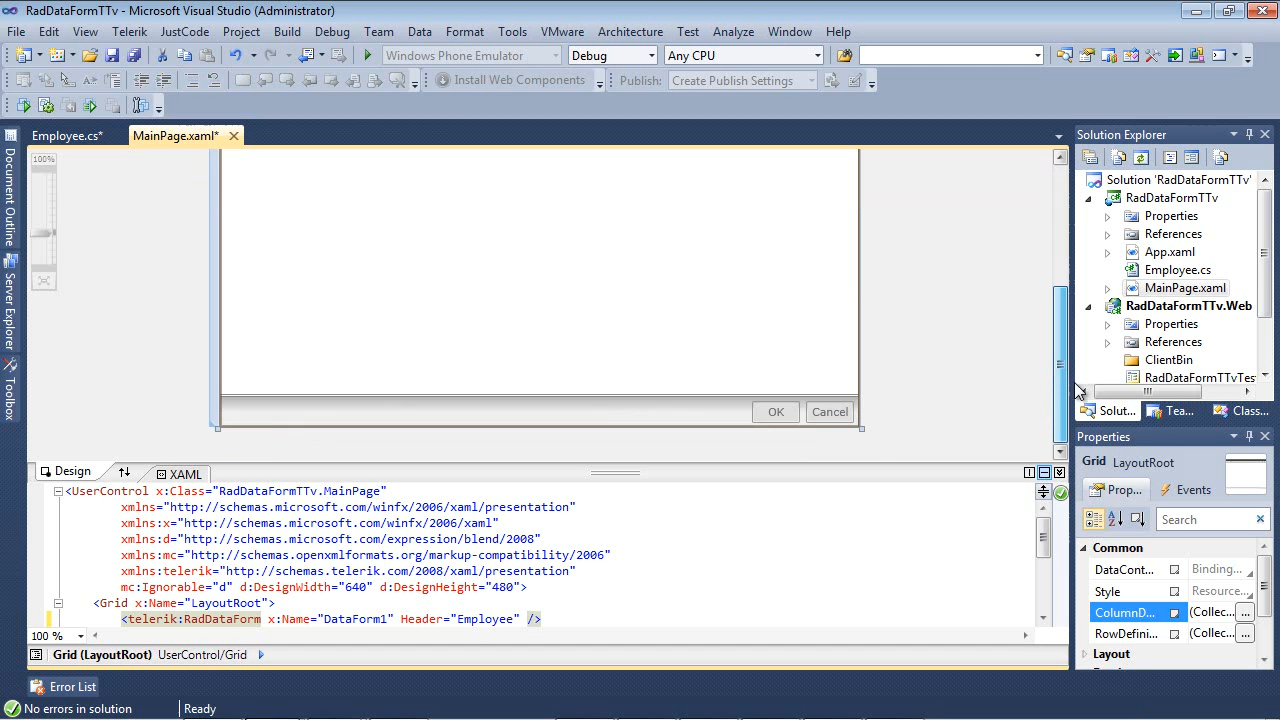 RadDataFormTTv - Microsoft Visual Studio (Administrator)
File Edit View Telerik JustCode Project Build Debug Team Data Format Tools VMware Architecture Test Analyze Window Help
Windows Phone Emulator Debug Any CPU
Install Web Components Publish: Create Publish Settings
Employee.cs* MainPage.xaml*
Document Outline
Server Explorer
Toolbox
100%
OK Cancel
Design XAML
<UserControl x:Class="RadDataFormTTv.MainPage"
xmlns="http://schemas.microsoft.com/winfx/2006/xaml/presentation"
xmlns:x="http://schemas.microsoft.com/winfx/2006/xaml"
xmlns:d="http://schemas.microsoft.com/expression/blend/2008"
xmlns:mc="http://schemas.openxmlformats.org/markup-compatibility/2006"
xmlns:telerik="http://schemas.telerik.com/2008/xaml/presentation"
mc:Ignorable="d" d:DesignWidth="640" d:DesignHeight="480">
<Grid x:Name="LayoutRoot">
<telerik:RadDataForm x:Name="DataForm1" Header="Employee" />
100 %
Grid (LayoutRoot) UserControl/Grid
Error List
No errors in solution Ready
Solution Explorer
Solution 'RadDataFormTTv'
RadDataFormTTv
Properties
References
App.xaml
Employee.cs
MainPage.xaml
RadDataFormTTv.Web
Properties
References
ClientBin
RadDataFormTTvTes
Solut... Tea... Class...
Properties
Grid LayoutRoot
Prop... Events
Search
Common
DataCont... Binding...
Style Resource...
ColumnD... (Collec...
RowDefini... (Collec...
Layout